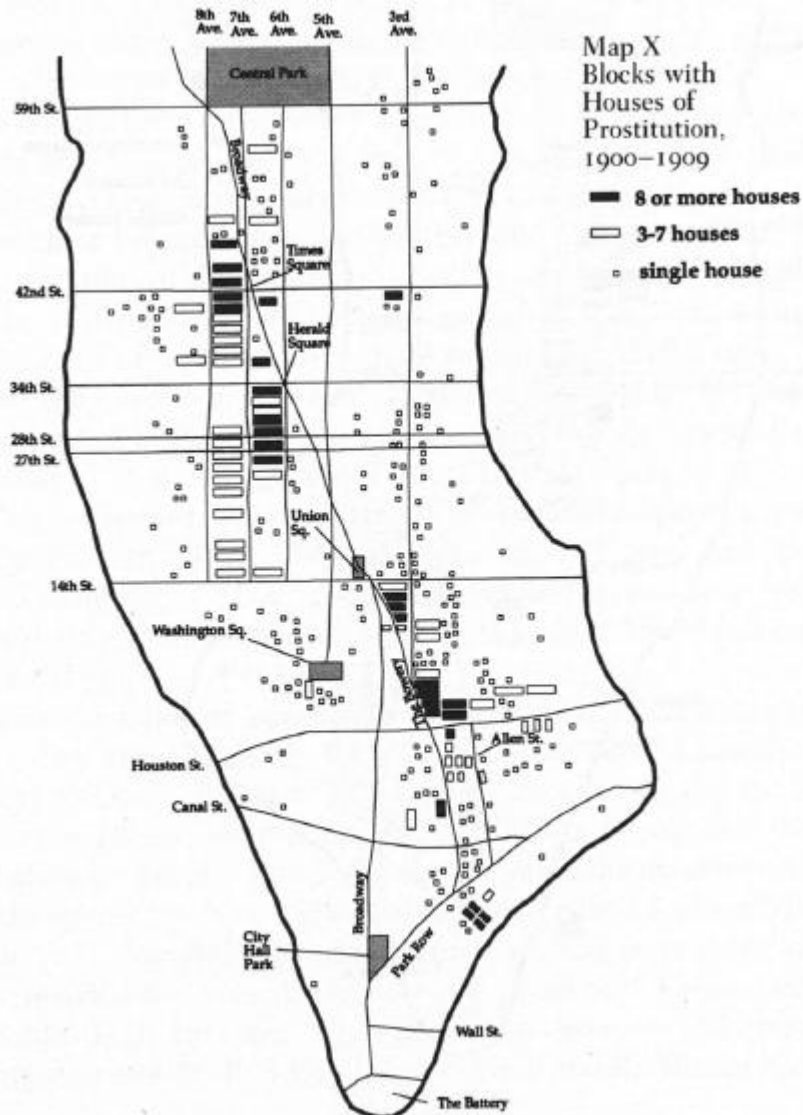 8th
Ave.
7th
Ave.
6th
Ave.
5th
Ave.
3rd
Ave.
Central Park
Map X
Blocks with
Houses of
Prostitution,
1900–1909
8 or more houses
3-7 houses
single house
59th St.
Broadway
Times
Square
42nd St.
Herald
Square
34th St.
28th St.
27th St.
Union
Sq.
14th St.
Washington Sq.
Allen St.
Houston St.
Canal St.
Broadway
City
Hall
Park
Park Row
Wall St.
The Battery